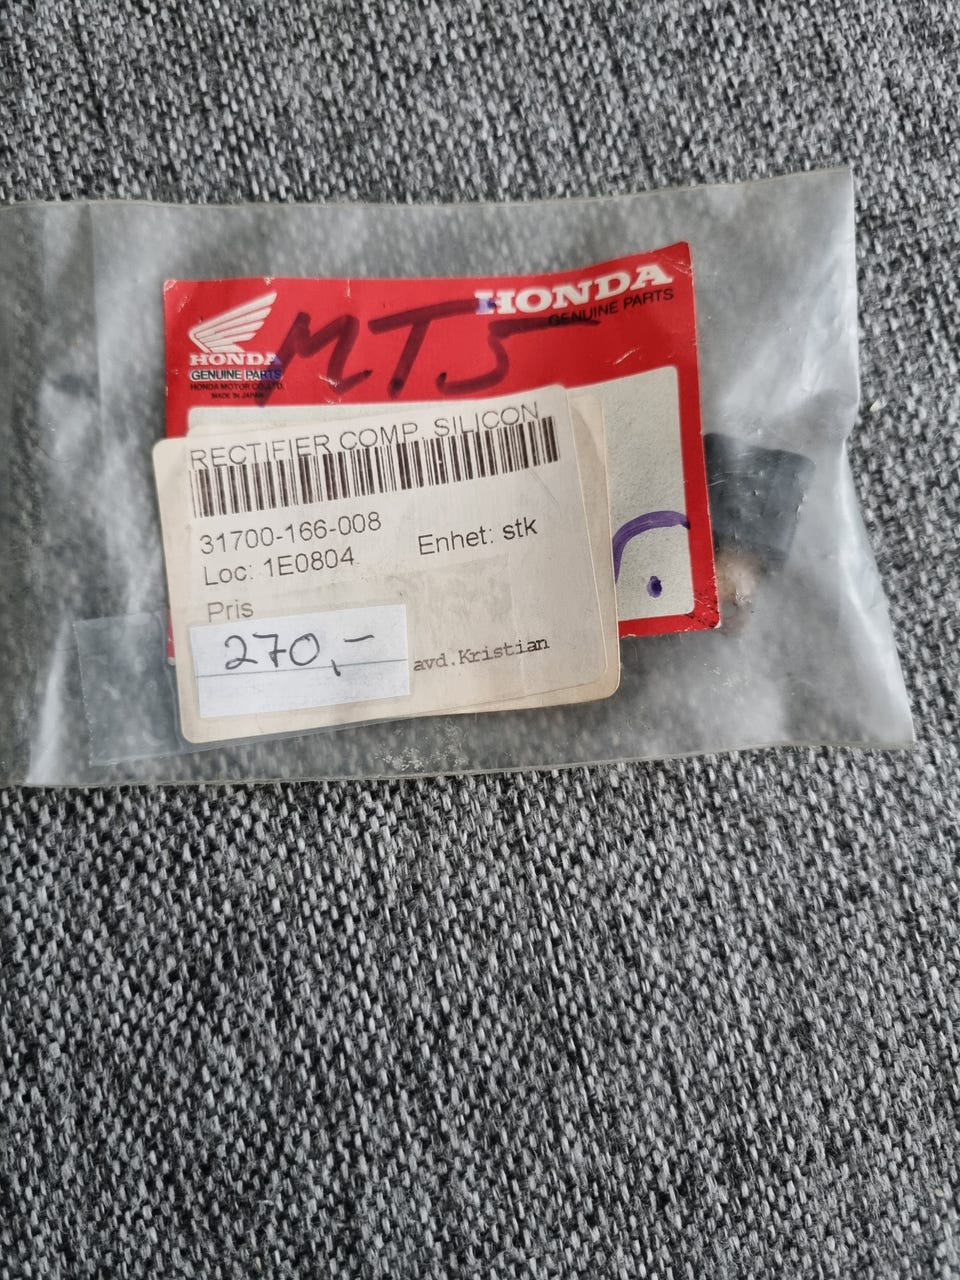 HONDA
GENUINE PARTS
MT5
HONDA
GENUINE PARTS
HONDA MOTOR CO., LTD.
MADE IN JAPAN
RECTIFIER COMP. SILICON
31700-166-008
Loc: 1E0804
Enhet: stk
Pris
270,-
avd.Kristian